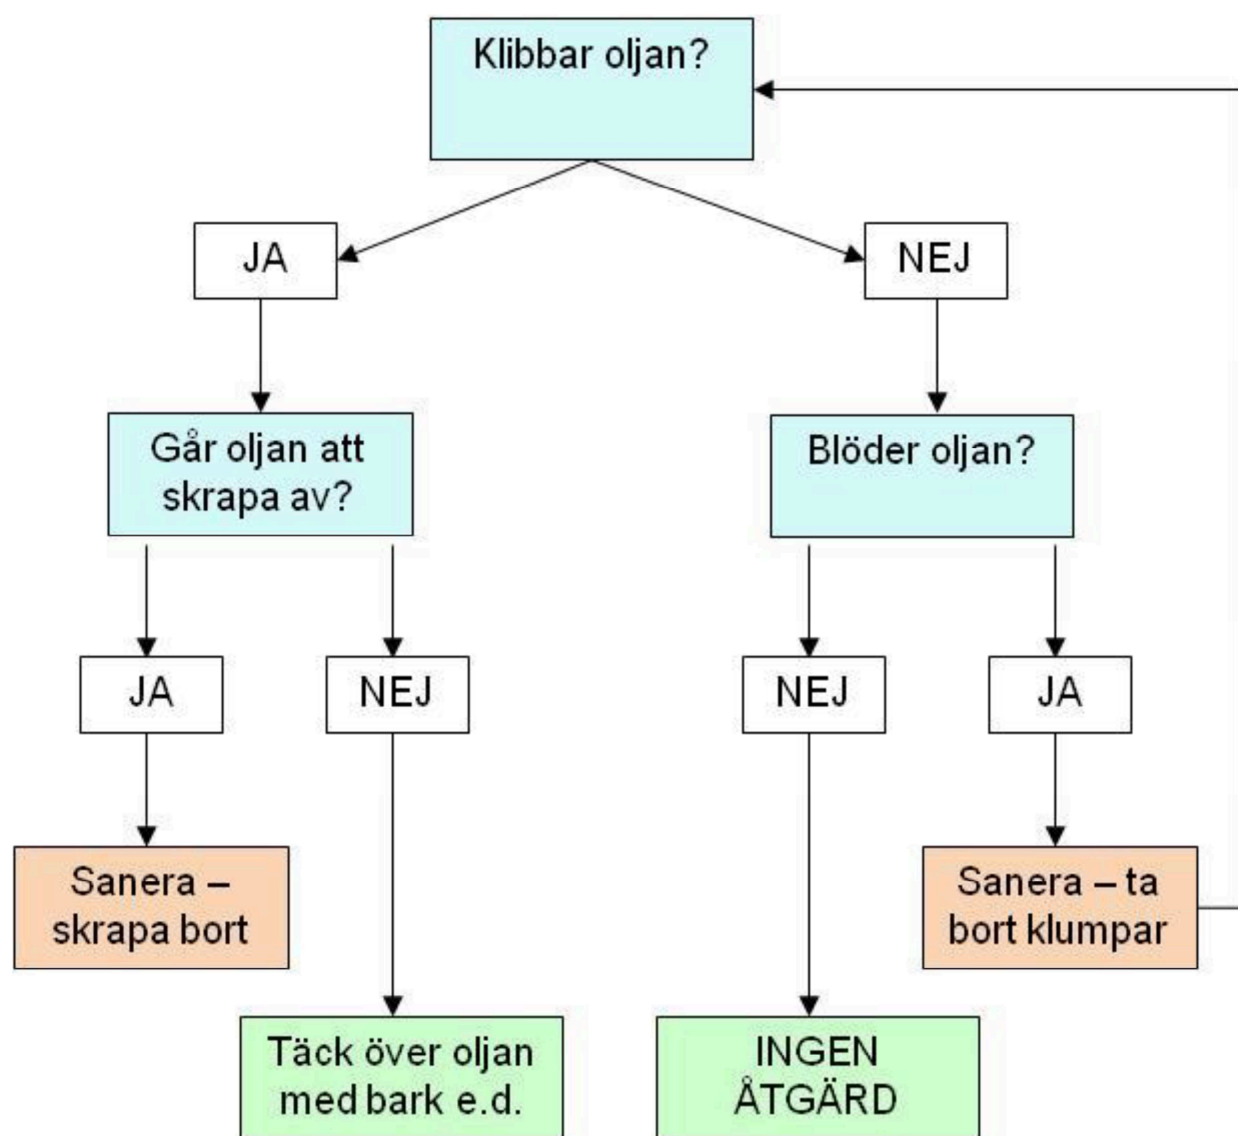 Klibbar oljan?
JA
NEJ
Går oljan att
skrapa av?
Blöder oljan?
JA
NEJ
NEJ
JA
Sanera –
skrapa bort
Sanera – ta
bort klumpar
Täck över oljan
med bark e.d.
INGEN
ÅTGÄRD